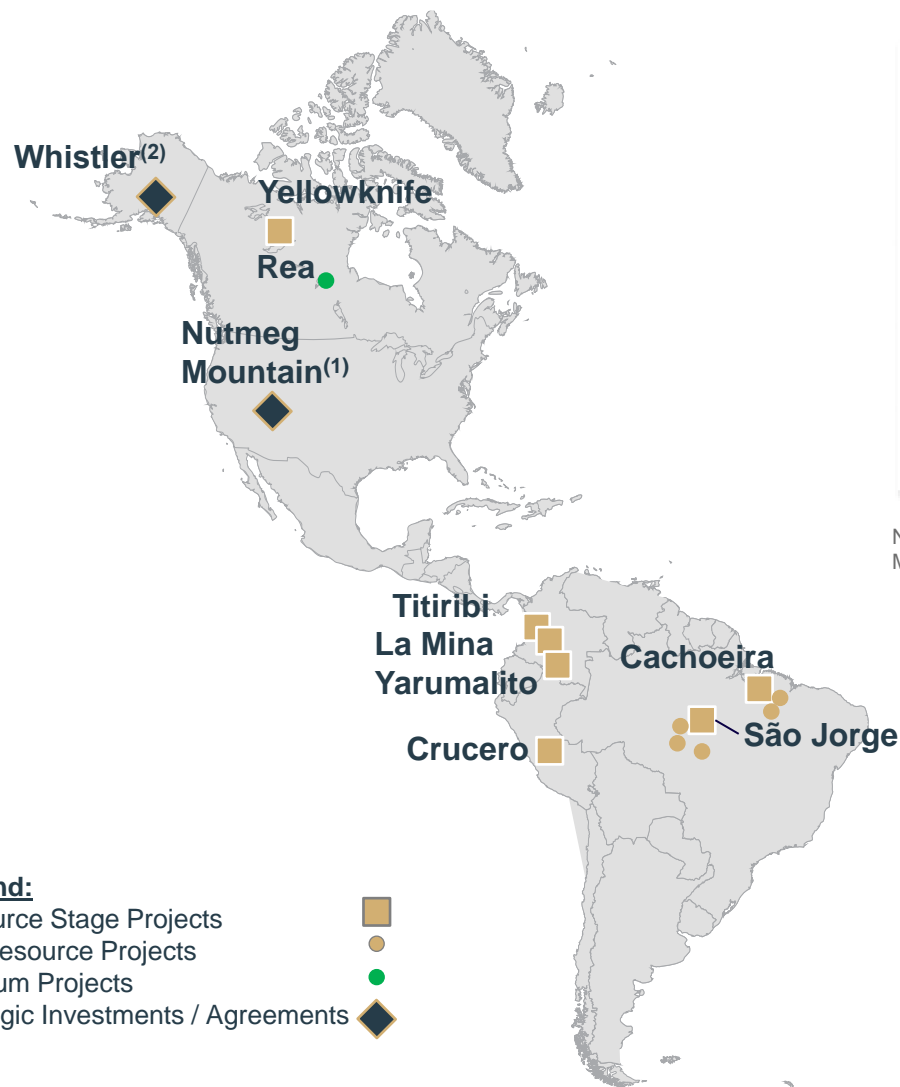 Whistler(2)
Yellowknife
Rea
Nutmeg
Mountain(1)
Titiribi
La Mina
Yarumalito
Cachoeira
São Jorge
Crucero
nd:
urce Stage Projects
esource Projects
um Projects
gic Investments / Agreements
N
M